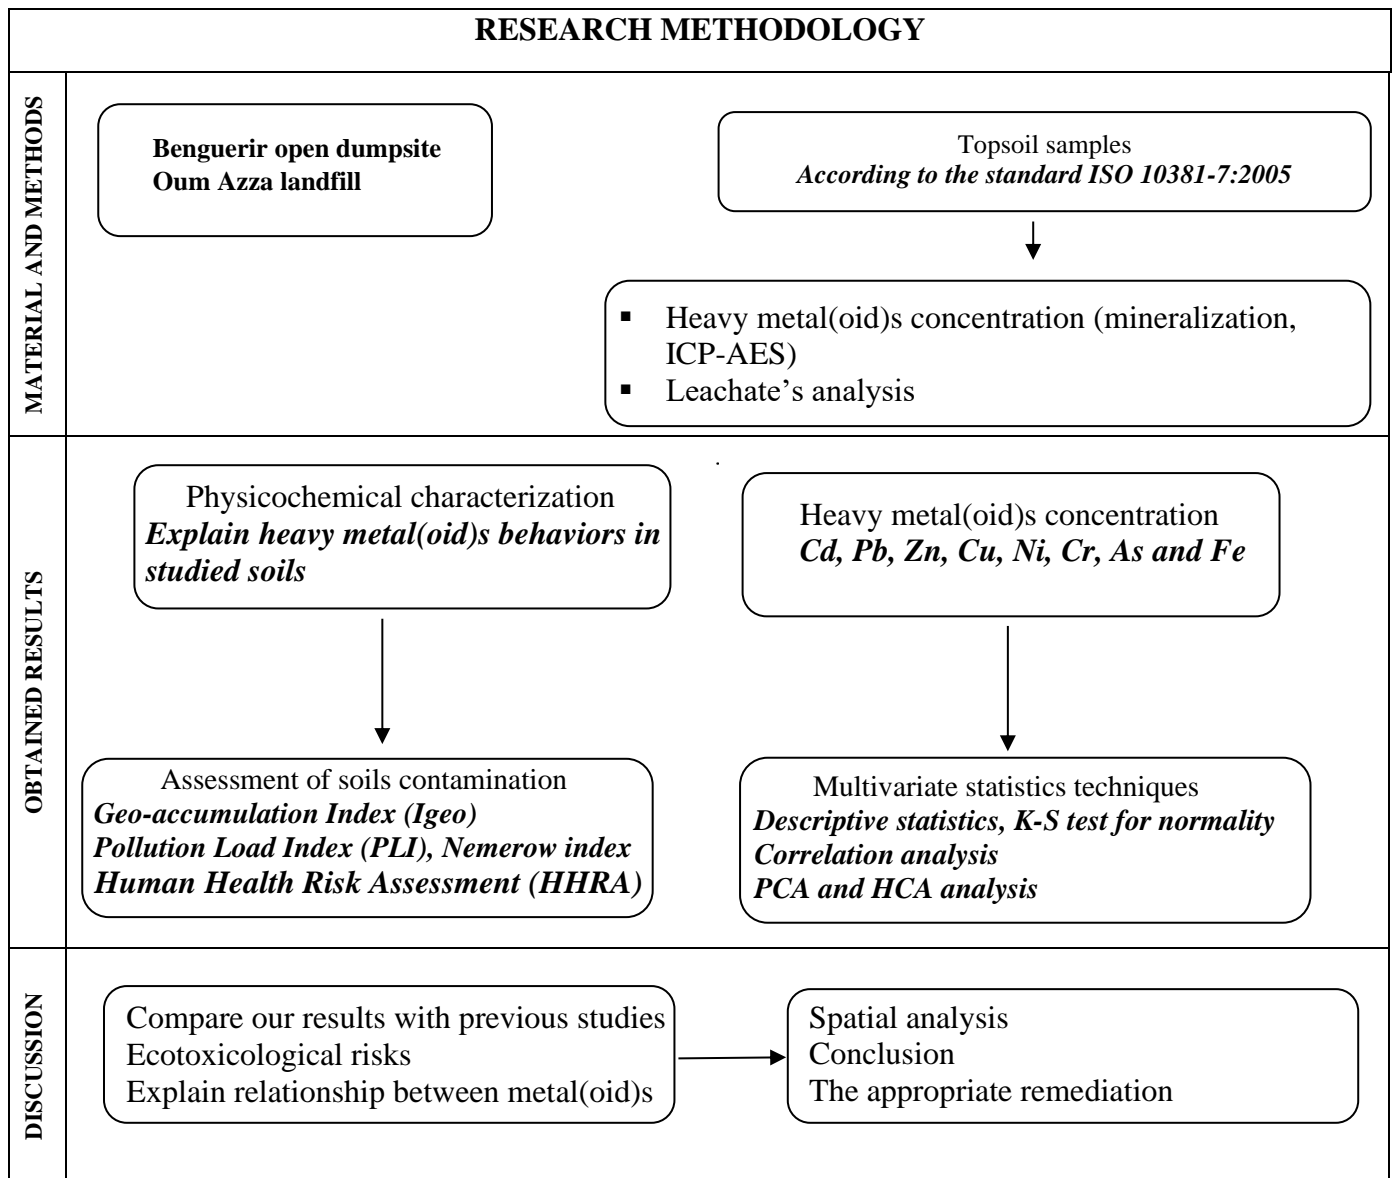 RESEARCH METHODOLOGY
MATERIAL AND METHODS
Benguerir open dumpsite
Oum Azza landfill
Topsoil samples
According to the standard ISO 10381-7:2005
▪ Heavy metal(oid)s concentration (mineralization,
ICP-AES)
▪ Leachate’s analysis
OBTAINED RESULTS
Physicochemical characterization
Explain heavy metal(oid)s behaviors in
studied soils
Heavy metal(oid)s concentration
Cd, Pb, Zn, Cu, Ni, Cr, As and Fe
Assessment of soils contamination
Geo-accumulation Index (Igeo)
Pollution Load Index (PLI), Nemerow index
Human Health Risk Assessment (HHRA)
Multivariate statistics techniques
Descriptive statistics, K-S test for normality
Correlation analysis
PCA and HCA analysis
DISCUSSION
Compare our results with previous studies
Ecotoxicological risks
Explain relationship between metal(oid)s
Spatial analysis
Conclusion
The appropriate remediation